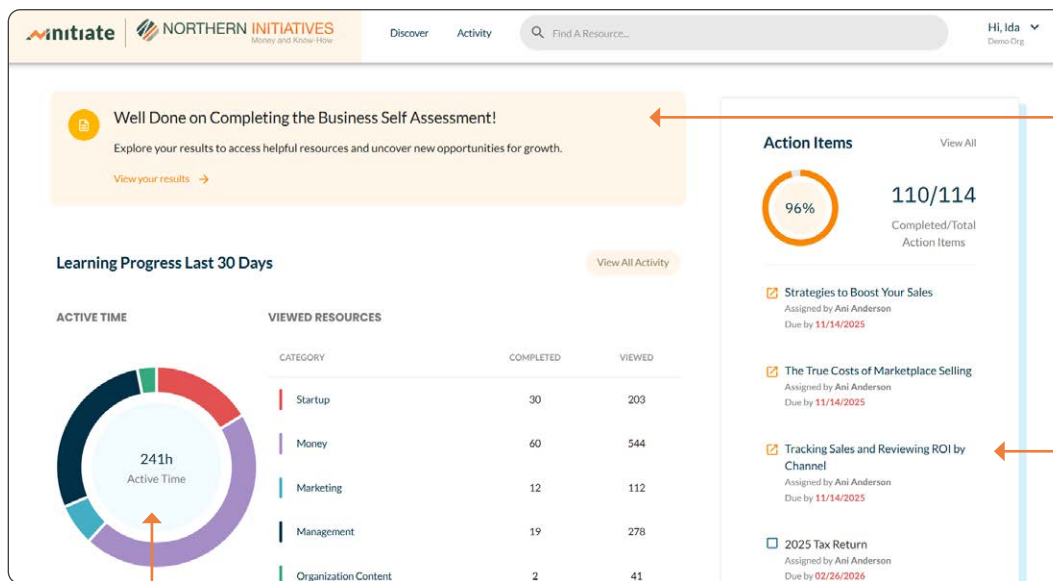 initiate
NORTHERN INITIATIVES
Money and Know-How
Discover
Activity
Find A Resource...
Hi, Ida
Demo Org
Well Done on Completing the Business Self Assessment!
Explore your results to access helpful resources and uncover new opportunities for growth.
View your results
Learning Progress Last 30 Days
View All Activity
ACTIVE TIME
241h
Active Time
VIEWED RESOURCES
CATEGORY COMPLETED VIEWED
Startup 30 203
Money 60 544
Marketing 12 112
Management 19 278
Organization Content 2 41
Action Items
View All
96%
110/114
Completed/Total
Action Items
Strategies to Boost Your Sales
Assigned by Ani Anderson
Due by 11/14/2025
The True Costs of Marketplace Selling
Assigned by Ani Anderson
Due by 11/14/2025
Tracking Sales and Reviewing ROI by
Channel
Assigned by Ani Anderson
Due by 11/14/2025
2025 Tax Return
Assigned by Ani Anderson
Due by 02/26/2026